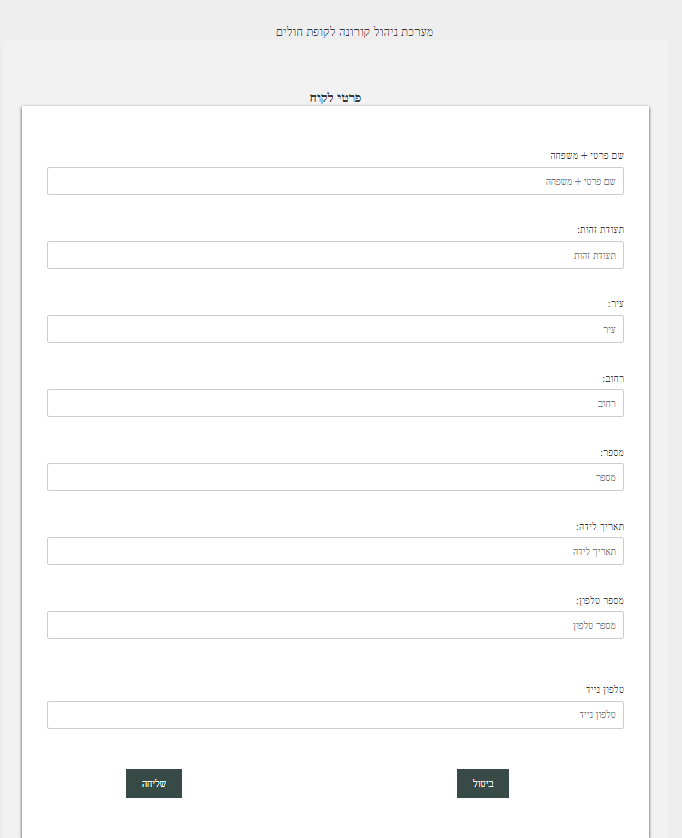 מערכת ניהול קורונה לקופת חולים
פרטי לקוח
שם פרטי + משפחה
שם פרטי + משפחה
תעודת זהות:
תעודת זהות
עיר:
עיר
רחוב:
רחוב
מספר:
מספר
תאריך לידה:
תאריך לידה
מספר טלפון:
מספר טלפון
טלפון נייד
טלפון נייד
ביטול
שליחה